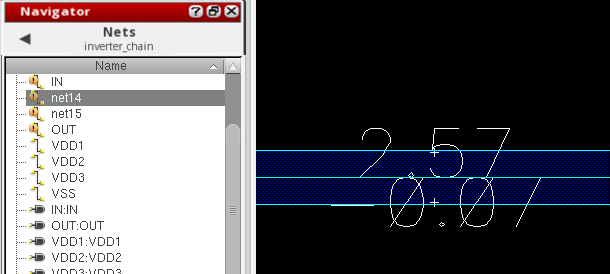 Navigator
Nets
inverter_chain
Name
IN
net14
net15
OUT
VDD1
VDD2
VDD3
VSS
IN:IN
OUT:OUT
VDD1:VDD1
VDD2:VDD2
VDD3:VDD3
2.57
-0.07